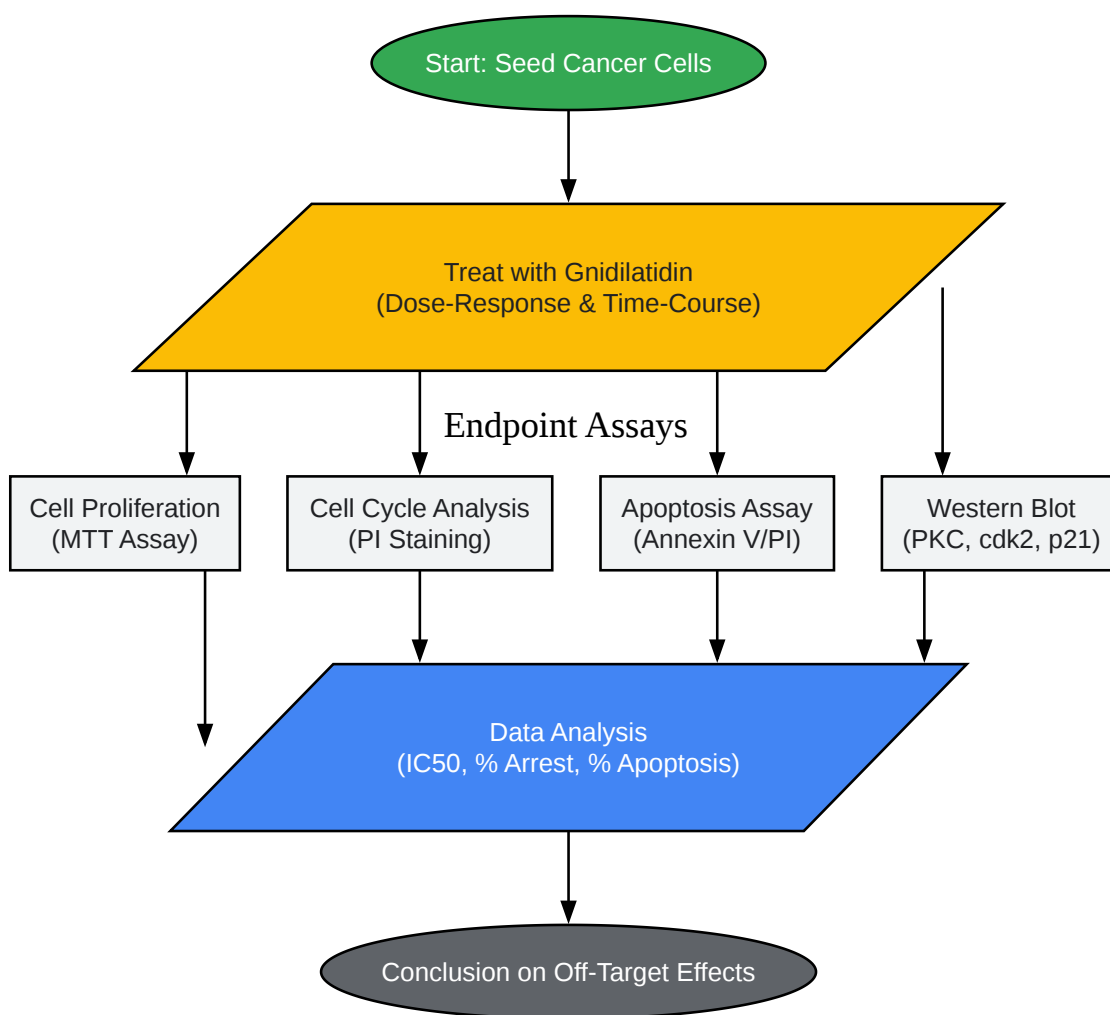 Start: Seed Cancer Cells
Treat with Gnidilatidin
(Dose-Response & Time-Course)
Endpoint Assays
Cell Proliferation
(MTT Assay)
Cell Cycle Analysis
(PI Staining)
Apoptosis Assay
(Annexin V/PI)
Western Blot
(PKC, cdk2, p21)
Data Analysis
(IC50, % Arrest, % Apoptosis)
Conclusion on Off-Target Effects